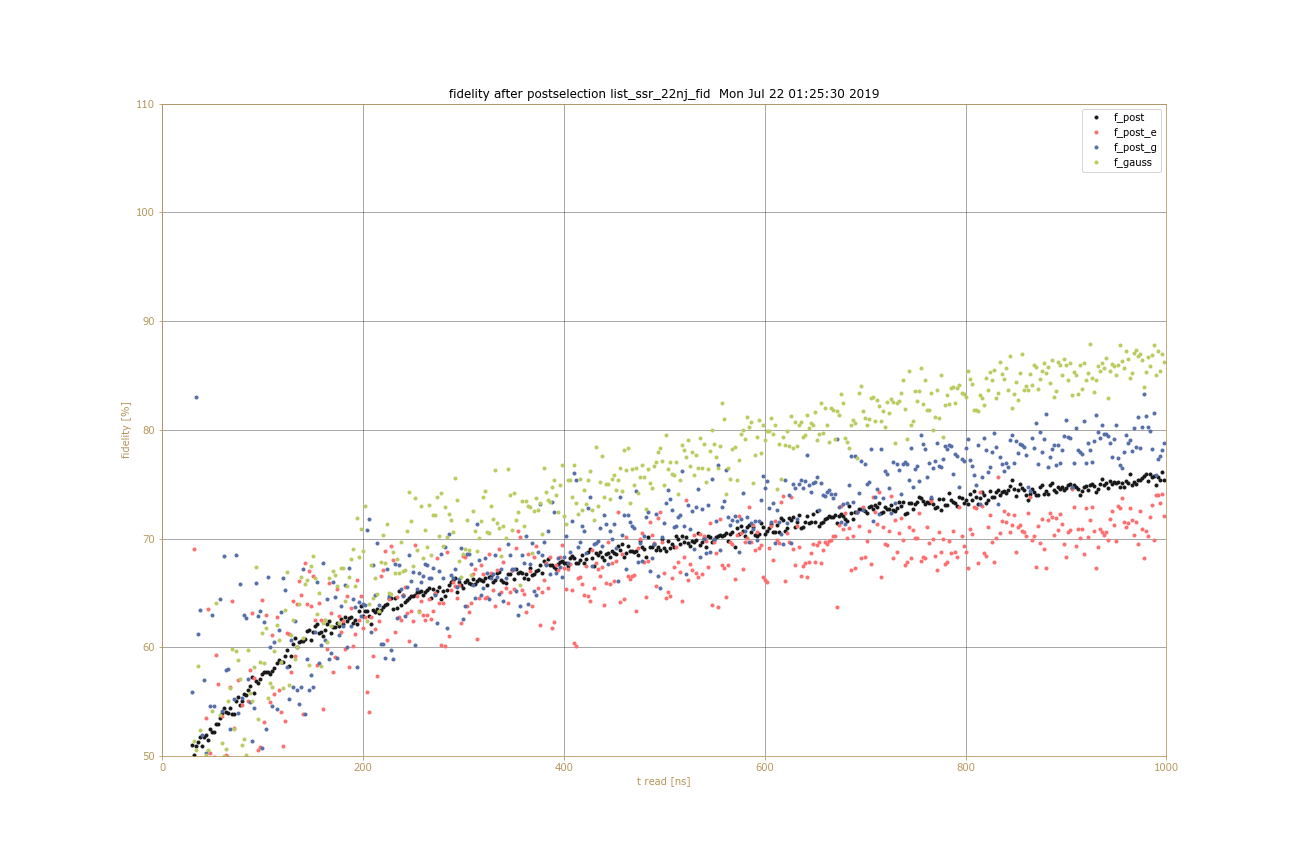 fidelity after postselection list_ssr_22nj_fid  Mon Jul 22 01:25:30 2019
110
100
90
80
70
60
50
fidelity [%]
f_post
f_post_e
f_post_g
f_gauss
0
200
400
600
800
1000
t read [ns]